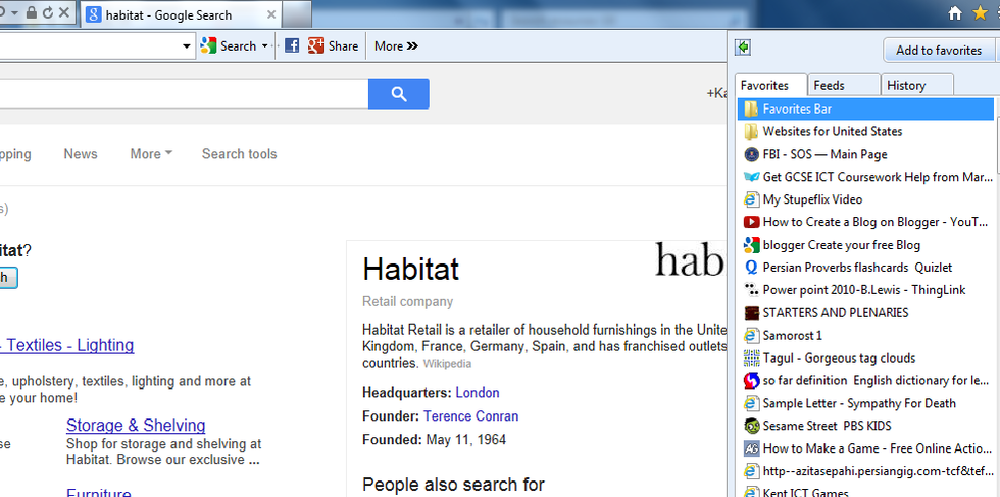 habitat - Google Search
Search
Share
More »
Add to favorites
+Ka
Favorites
Feeds
History
pping
News
More
Search tools
s)
itat?
h
- Textiles - Lighting
e, upholstery, textiles, lighting and more at
e your home!
se
Storage & Shelving
Shop for storage and shelving at
Habitat. Browse our exclusive ...
Furniture
Habitat
hab
Retail company
Habitat Retail is a retailer of household furnishings in the Unite
Kingdom, France, Germany, Spain, and has franchised outlets
countries. Wikipedia
Headquarters: London
Founder: Terence Conran
Founded: May 11, 1964
People also search for
Favorites Bar
Websites for United States
FBI - SOS — Main Page
Get GCSE ICT Coursework Help from Mar...
My Stupeflix Video
How to Create a Blog on Blogger - YouT...
blogger Create your free Blog
Persian Proverbs flashcards Quizlet
Power point 2010-B.Lewis - ThingLink
STARTERS AND PLENARIES
Samorost 1
Tagul - Gorgeous tag clouds
so far definition English dictionary for le...
Sample Letter - Sympathy For Death
Sesame Street PBS KIDS
How to Make a Game - Free Online Actio...
http--azitasepahi.persiangig.com-tcf&tef...
Kent ICT Games